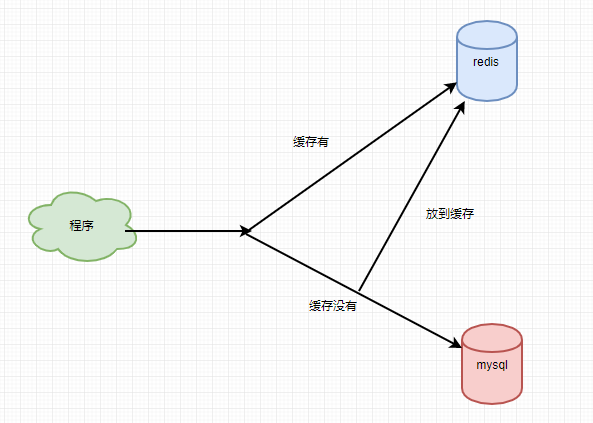 redis
缓存有
放到缓存
程序
缓存没有
mysql